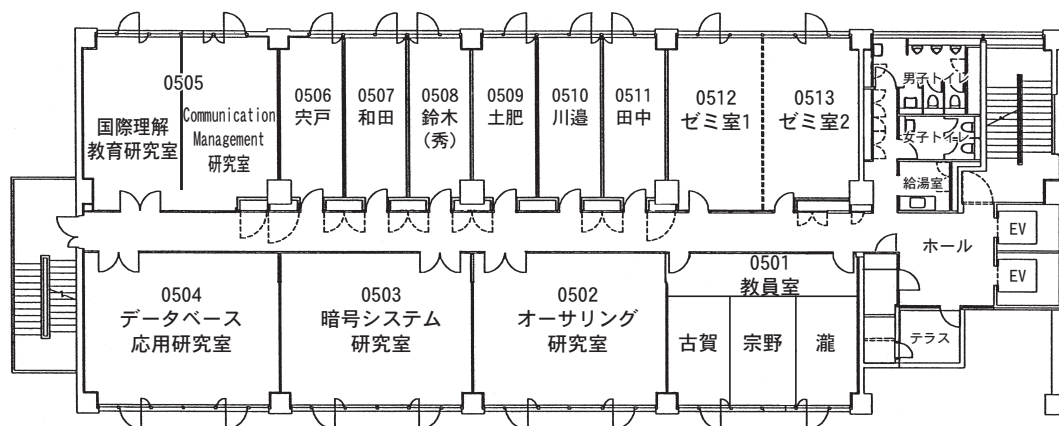 0505
国際理解
教育研究室
Communication
Management
研究室
0506
宍戸
0507
和田
0508
鈴木
(秀)
0509
土肥
0510
川邉
0511
田中
0512
ゼミ室1
0513
ゼミ室2
男子トイレ
女子トイレ
給湯室
EV
EV
ホール
テラス
0504
データベース
応用研究室
0503
暗号システム
研究室
0502
オーサリング
研究室
0501
教員室
古賀
宗野
瀧